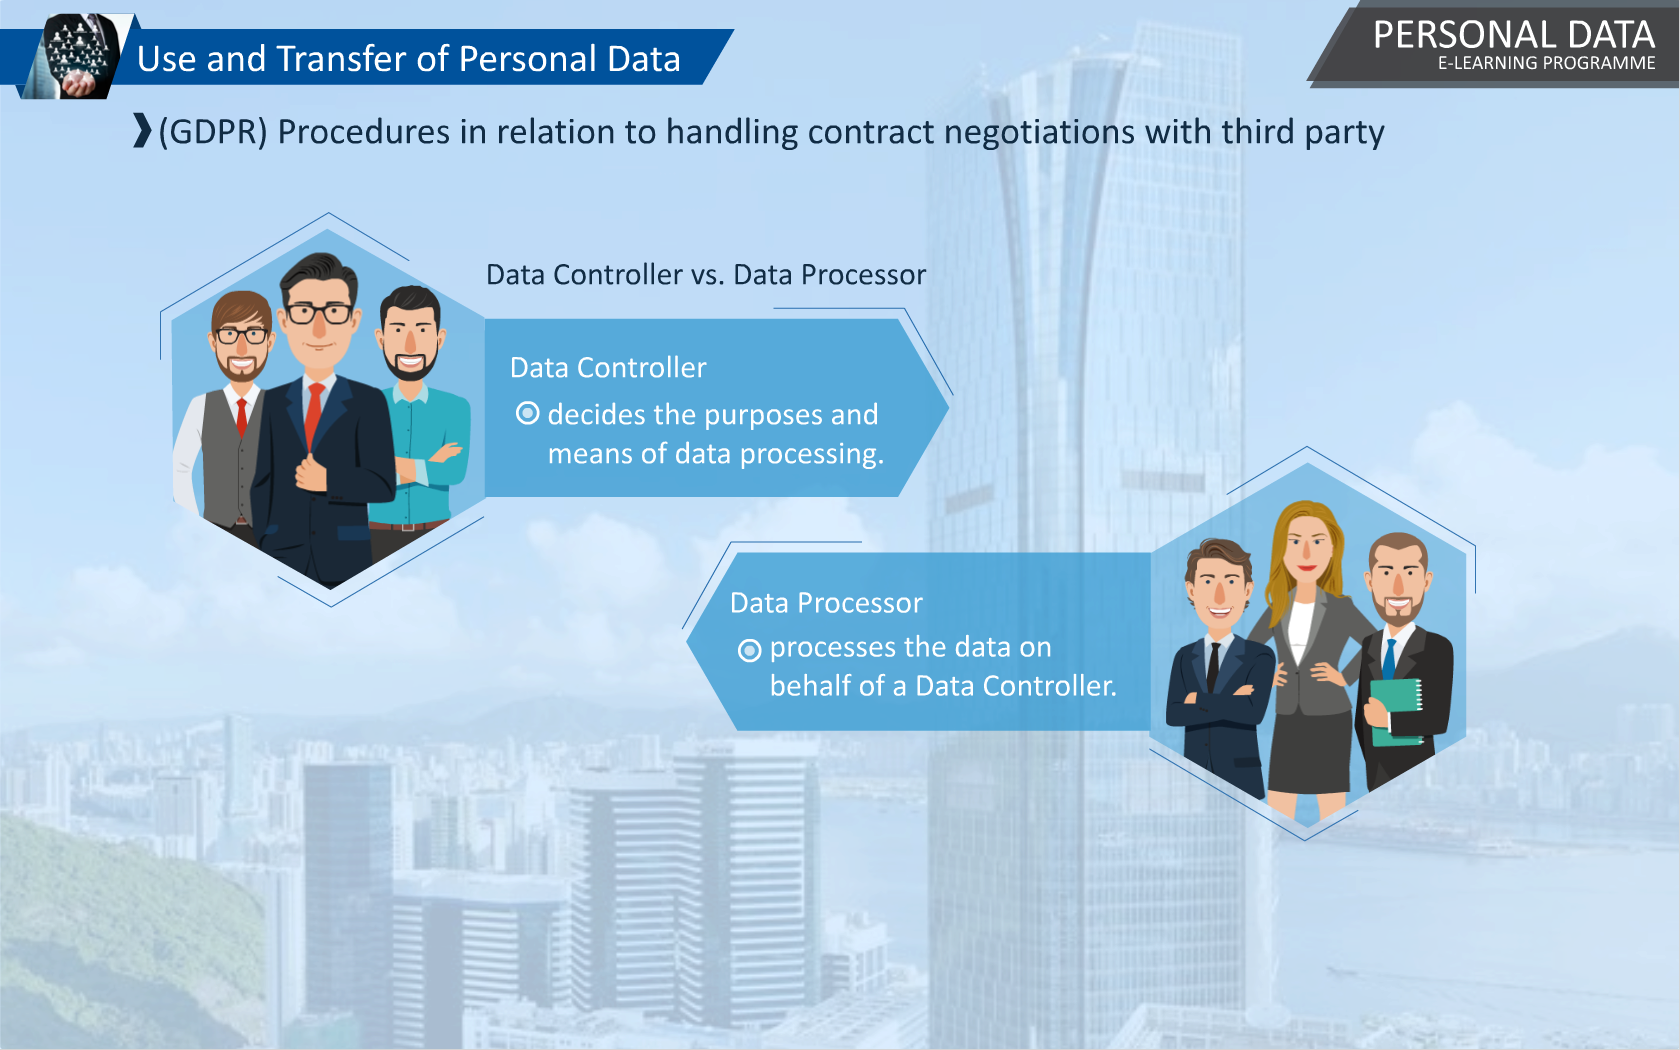 Use and Transfer of Personal Data
PERSONAL DATA
E-LEARNING PROGRAMME
(GDPR) Procedures in relation to handling contract negotiations with third party
Data Controller vs. Data Processor
Data Controller
decides the purposes and
means of data processing.
Data Processor
processes the data on
behalf of a Data Controller.